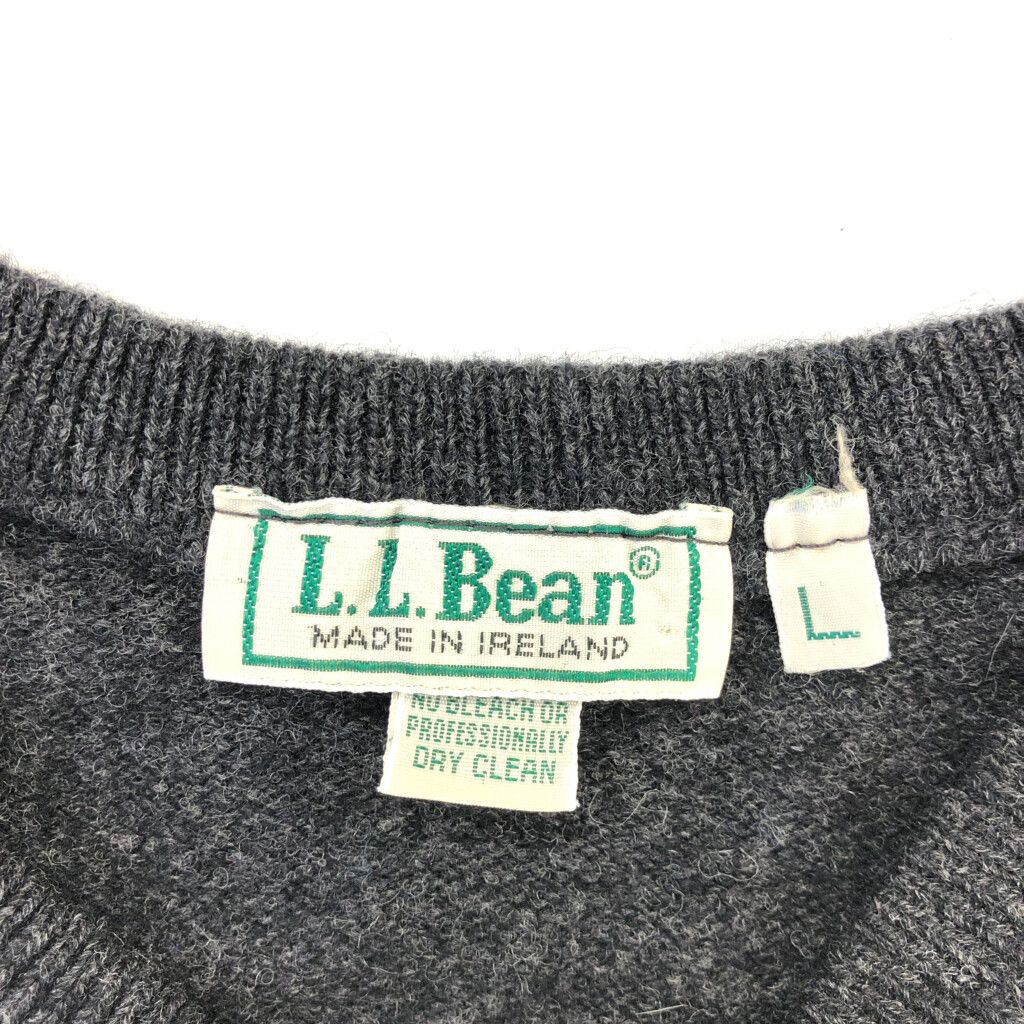 L.L.Bean®
MADE IN IRELAND
L
NO BLEACH OR
PROFESSIONALLY
DRY CLEAN